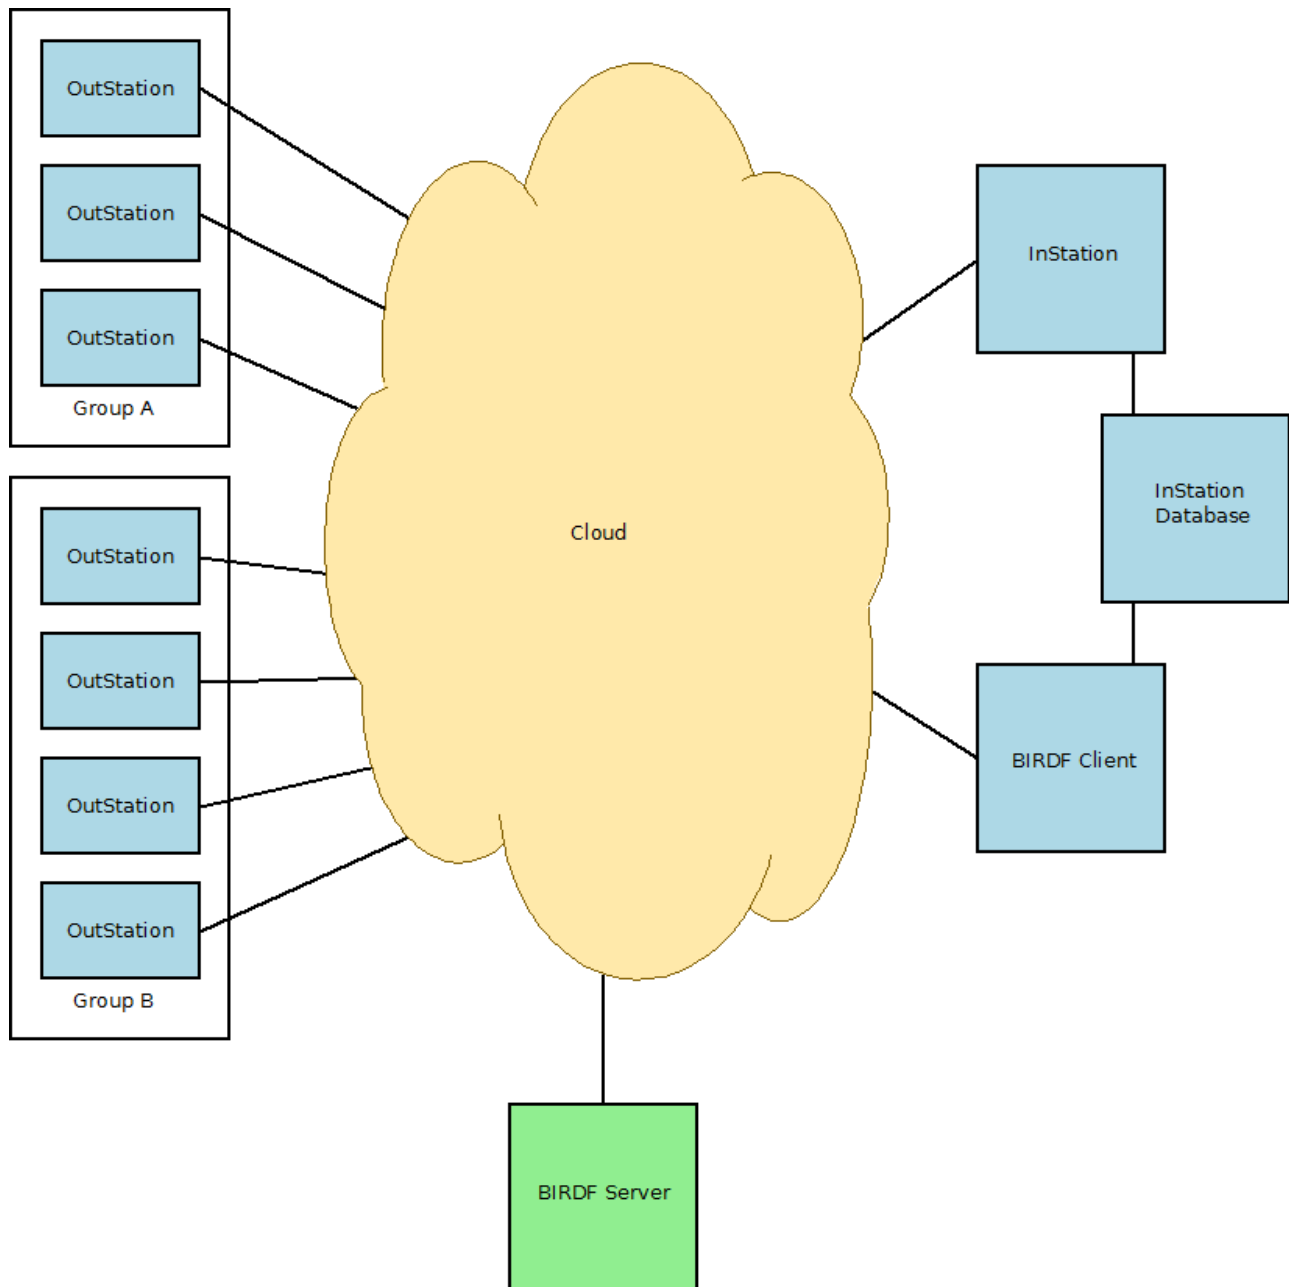 OutStation
OutStation
OutStation
Group A
OutStation
OutStation
OutStation
OutStation
Group B
Cloud
InStation
InStation
Database
BIRDF Client
BIRDF Server